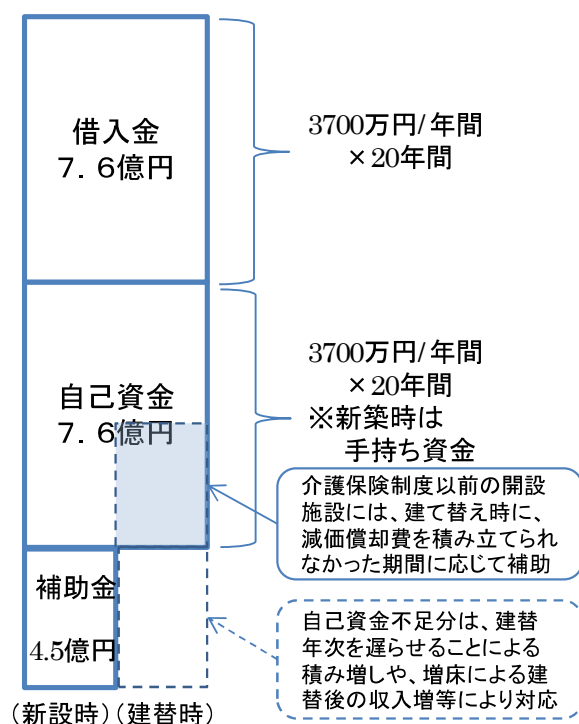 借入金
7．6億円
3700万円/年間
×20年間
自己資金
7．6億円
3700万円/年間
×20年間
※新築時は
手持ち資金
介護保険制度以前の開設
施設には、建て替え時に、
減価償却費を積み立てられ
なかった期間に応じて補助
補助金
4.5億円
自己資金不足分は、建替
年次を遅らせることによる
積み増しや、増床による建
替後の収入増等により対応
(新設時)(建替時)